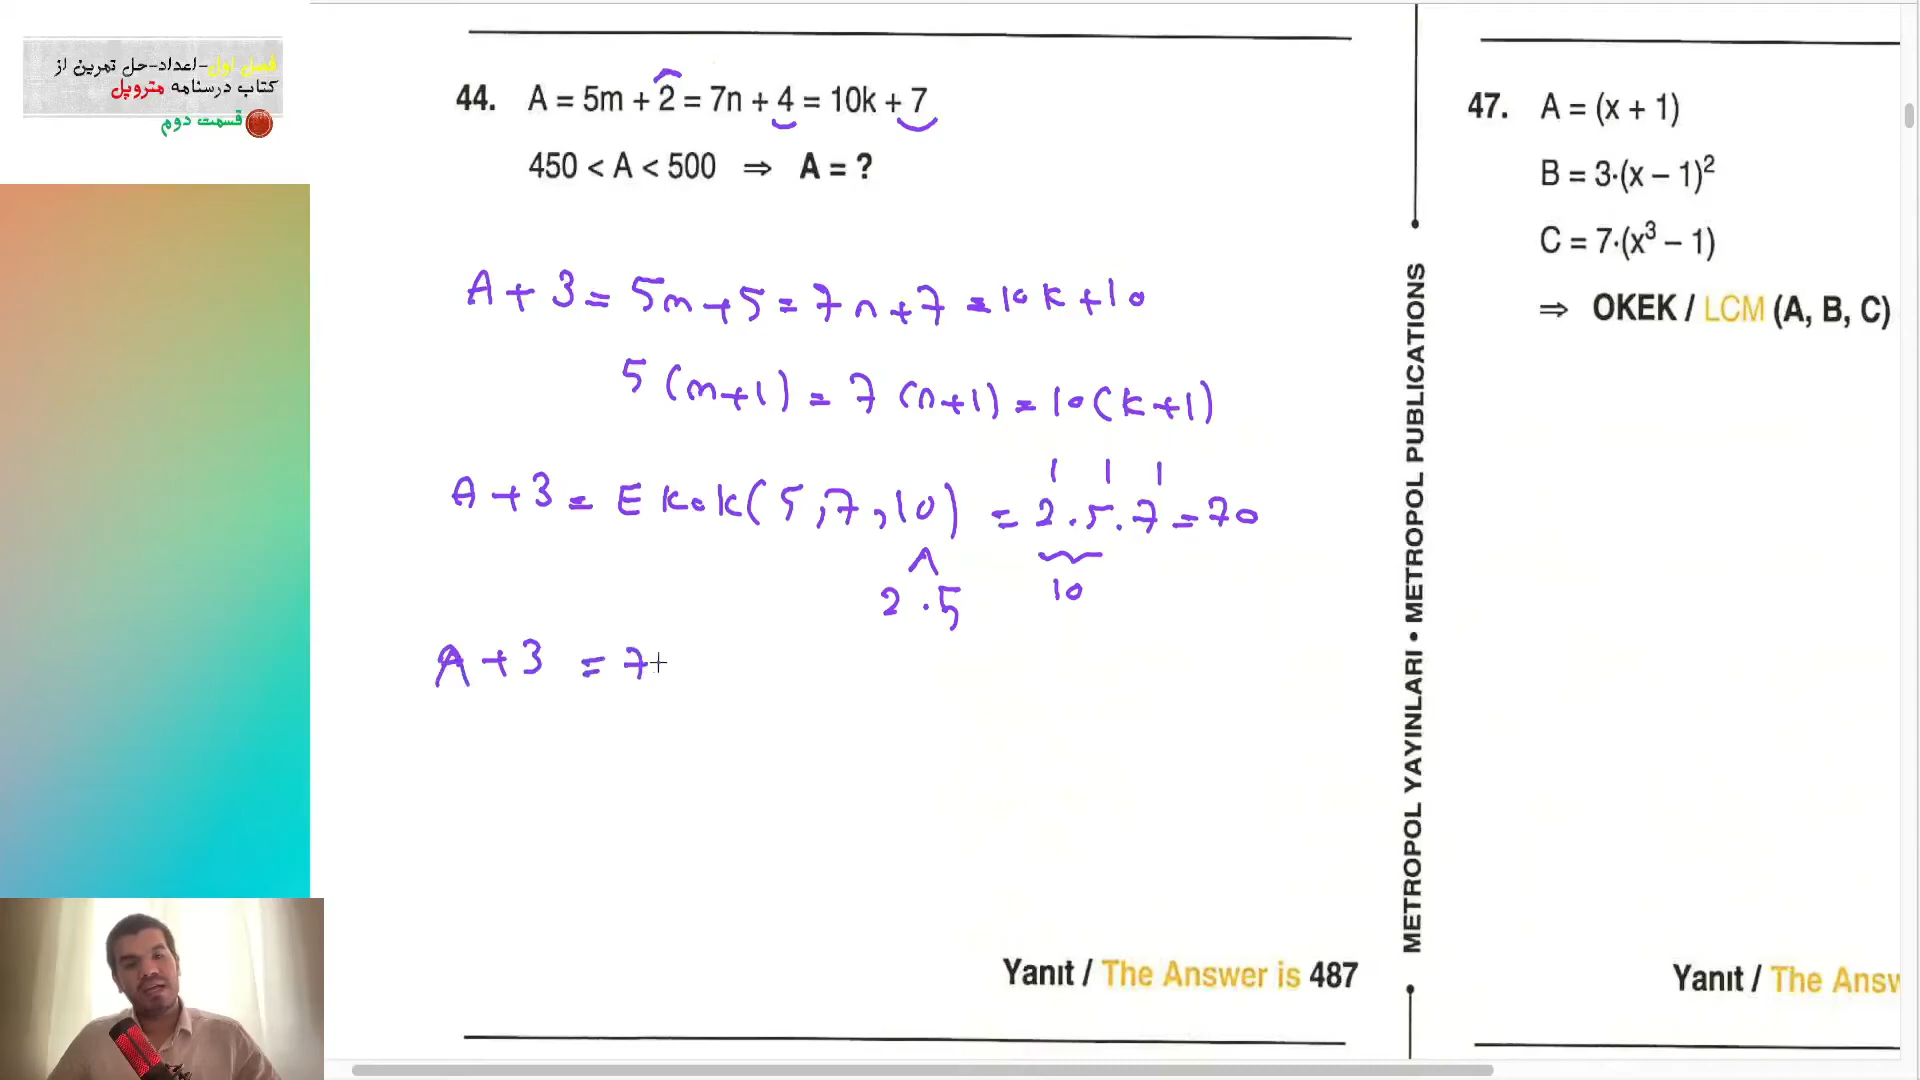 فصل اول-اعداد-حل تمرین از
کتاب درسنامه متروپل
قسمت دوم
44. A = 5m + 2 = 7n + 4 = 10k + 7
450 < A < 500 ⇒ A = ?
A + 3 = 5m + 5 = 7n + 7 = 10k + 10
5(m+1) = 7(n+1) = 10(k+1)
1 1 1
A + 3 = Ekok(5,7,10) = 2.5.7 = 70
2.5
10
A + 3 = 7
Yanıt / The Answer is 487
METROPOL YAYINLARI • METROPOL PUBLICATIONS
47. A = (x + 1)
B = 3·(x – 1)²
C = 7·(x³ – 1)
⇒ OKEK / LCM (A, B, C)
Yanıt / The